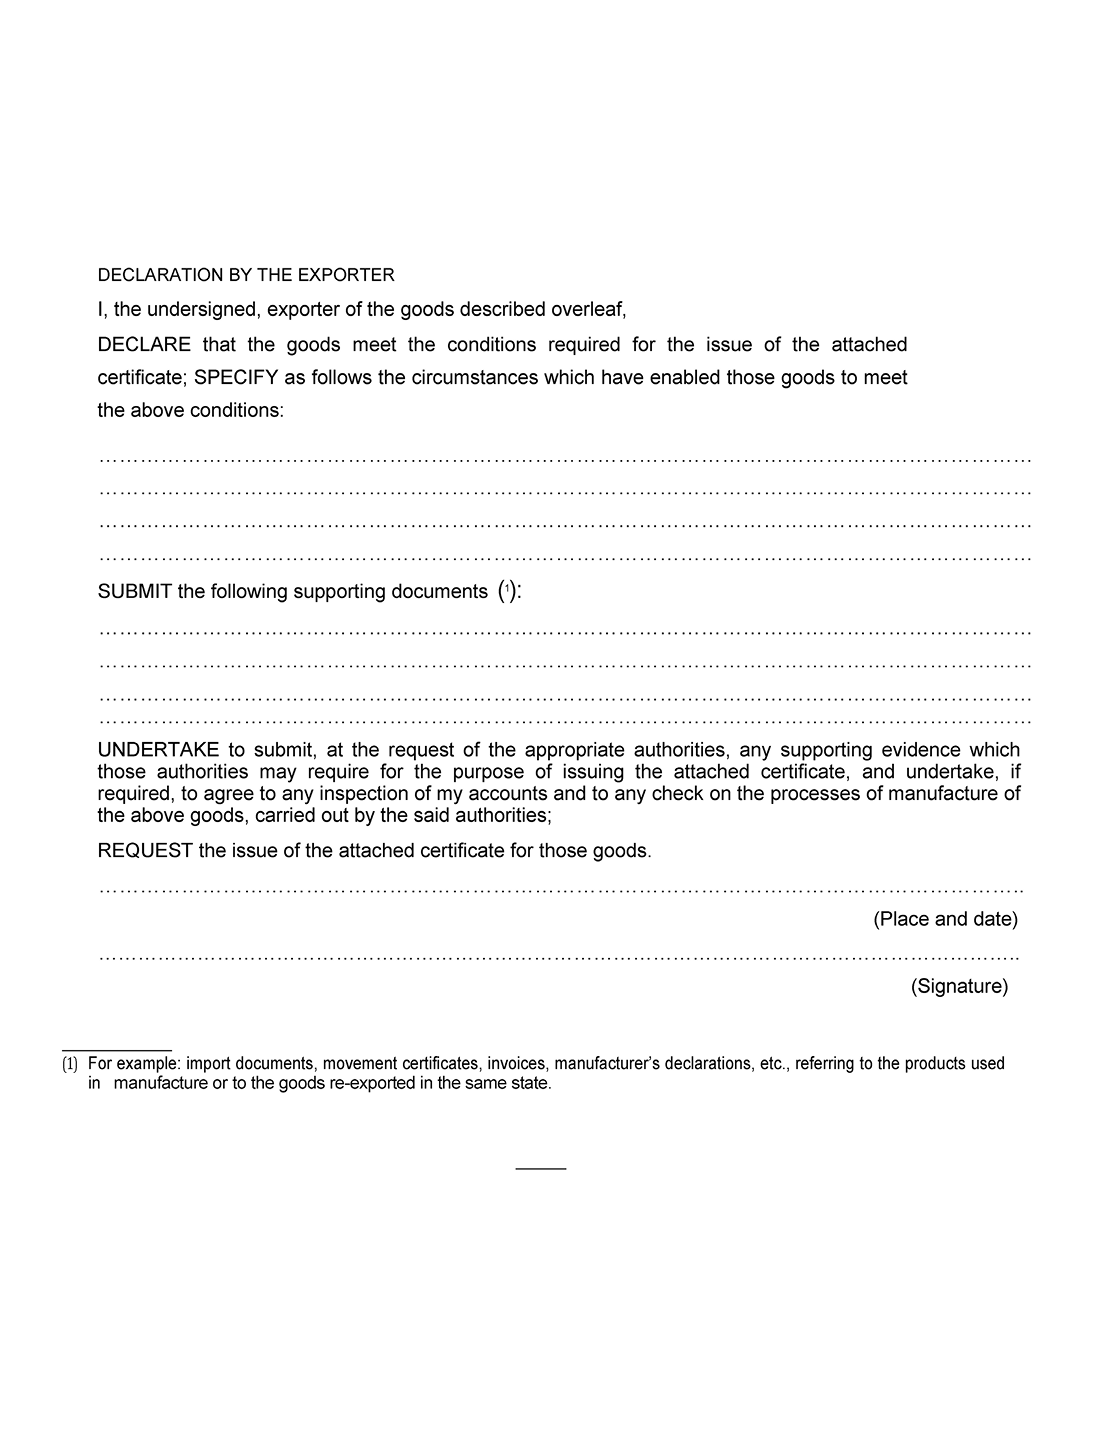 DECLARATION BY THE EXPORTER
I, the undersigned, exporter of the goods described overleaf,
DECLARE that the goods meet the conditions required for the issue of the attached
certificate; SPECIFY as follows the circumstances which have enabled those goods to meet
the above conditions:
……………………………………………………………………………………………………………………
……………………………………………………………………………………………………………………
……………………………………………………………………………………………………………………
……………………………………………………………………………………………………………………
SUBMIT the following supporting documents (¹):
……………………………………………………………………………………………………………………
……………………………………………………………………………………………………………………
……………………………………………………………………………………………………………………
……………………………………………………………………………………………………………………
UNDERTAKE to submit, at the request of the appropriate authorities, any supporting evidence which
those authorities may require for the purpose of issuing the attached certificate, and undertake, if
required, to agree to any inspection of my accounts and to any check on the processes of manufacture of
the above goods, carried out by the said authorities;
REQUEST the issue of the attached certificate for those goods.
…………………………………………………………………………………………………………………..
(Place and date)
…………………………………………………………………………………………………………………..
(Signature)
(1) For example: import documents, movement certificates, invoices, manufacturer’s declarations, etc., referring to the products used
in manufacture or to the goods re-exported in the same state.